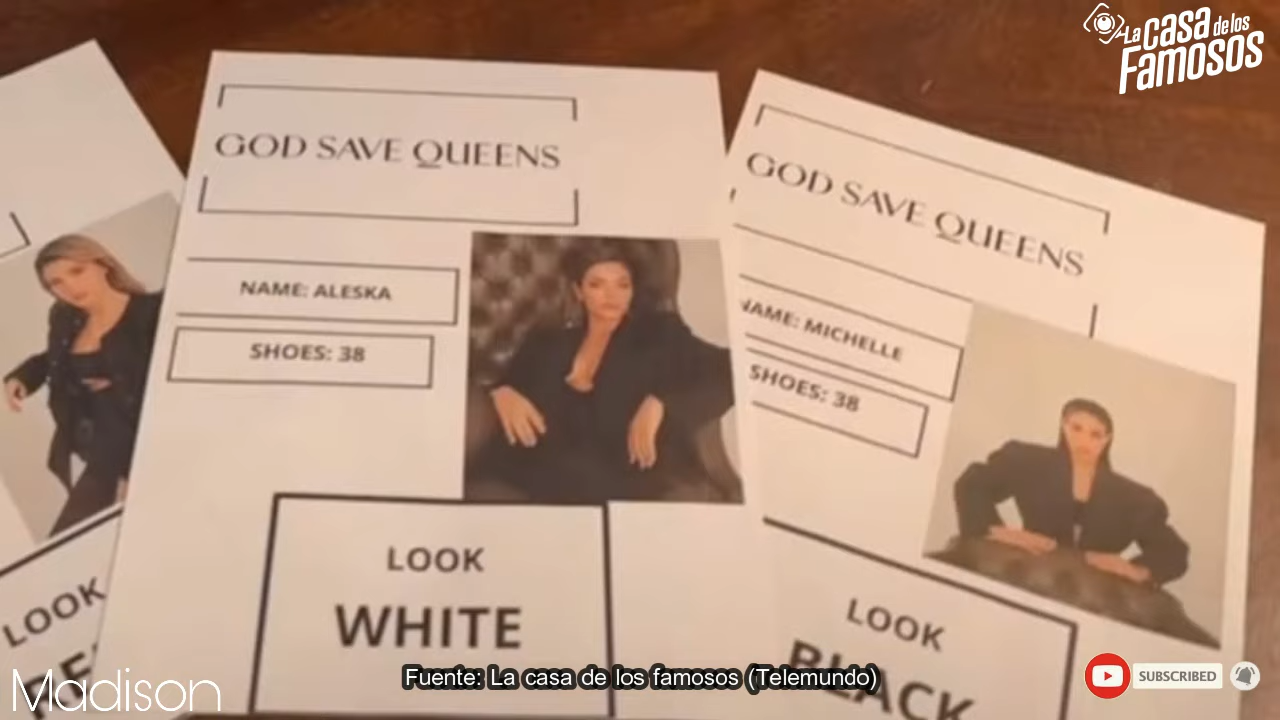 La casa de los
Famosos
GOD SAVE QUEENS
NAME: ALESKA
SHOES: 38
LOOK
WHITE
GOD SAVE QUEENS
NAME: MICHELLE
SHOES: 38
LOOK
BLACK
LOOK
Fuente: La casa de los famosos (Telemundo)
Madison
SUBSCRIBED